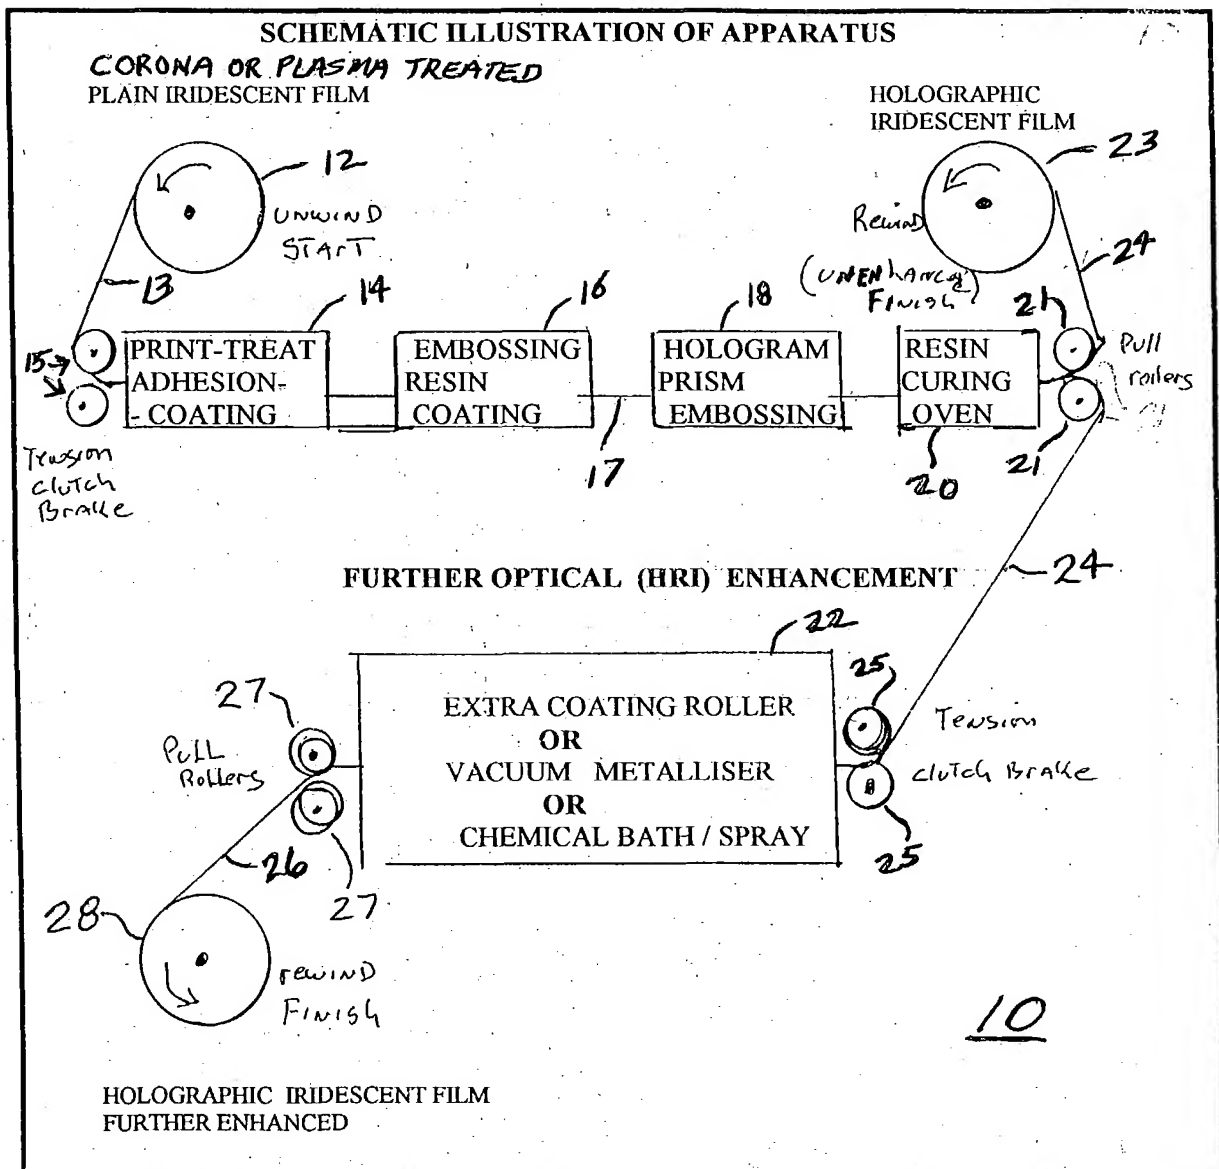 SCHEMATIC ILLUSTRATION OF APPARATUS
CORONA OR PLASMA TREATED
PLAIN IRIDESCENT FILM
HOLOGRAPHIC
IRIDESCENT FILM
12
23
UNWIND
START
Rewind
13
14
16
18
(UNENHANCED)
FINISH
24
21
15
PRINT-TREAT
ADHESION-
- COATING
EMBOSSING
RESIN
COATING
HOLOGRAM
PRISM
EMBOSSING
RESIN
CURING
OVEN
Pull
rollers
Tension
clutch
Brake
17
20
21
FURTHER OPTICAL (HRI) ENHANCEMENT
24
22
25
27
EXTRA COATING ROLLER
OR
VACUUM METALLISER
OR
CHEMICAL BATH / SPRAY
Tension
clutch Brake
PULL
Rollers
25
26
27
28
rewind
Finish
10
HOLOGRAPHIC IRIDESCENT FILM
FURTHER ENHANCED